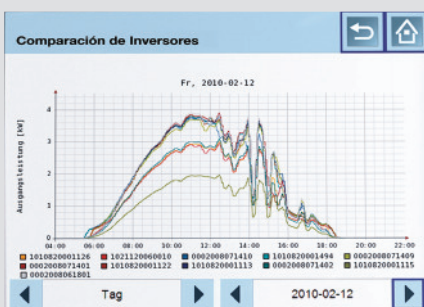 Comparación de Inversores
Fr, 2010-02-12
Ausgangsleistung [kW]
4
3
2
1
0
04:00 06:00 08:00 10:00 12:00 14:00 16:00 18:00 20:00 22:00
1010820001126 1021120060010 0002008071410 1010820001494 0002008071409
0002008071401 1010820001122 1010820001113 0002008071402 1010820001115
0002008061801
Tag 2010-02-12